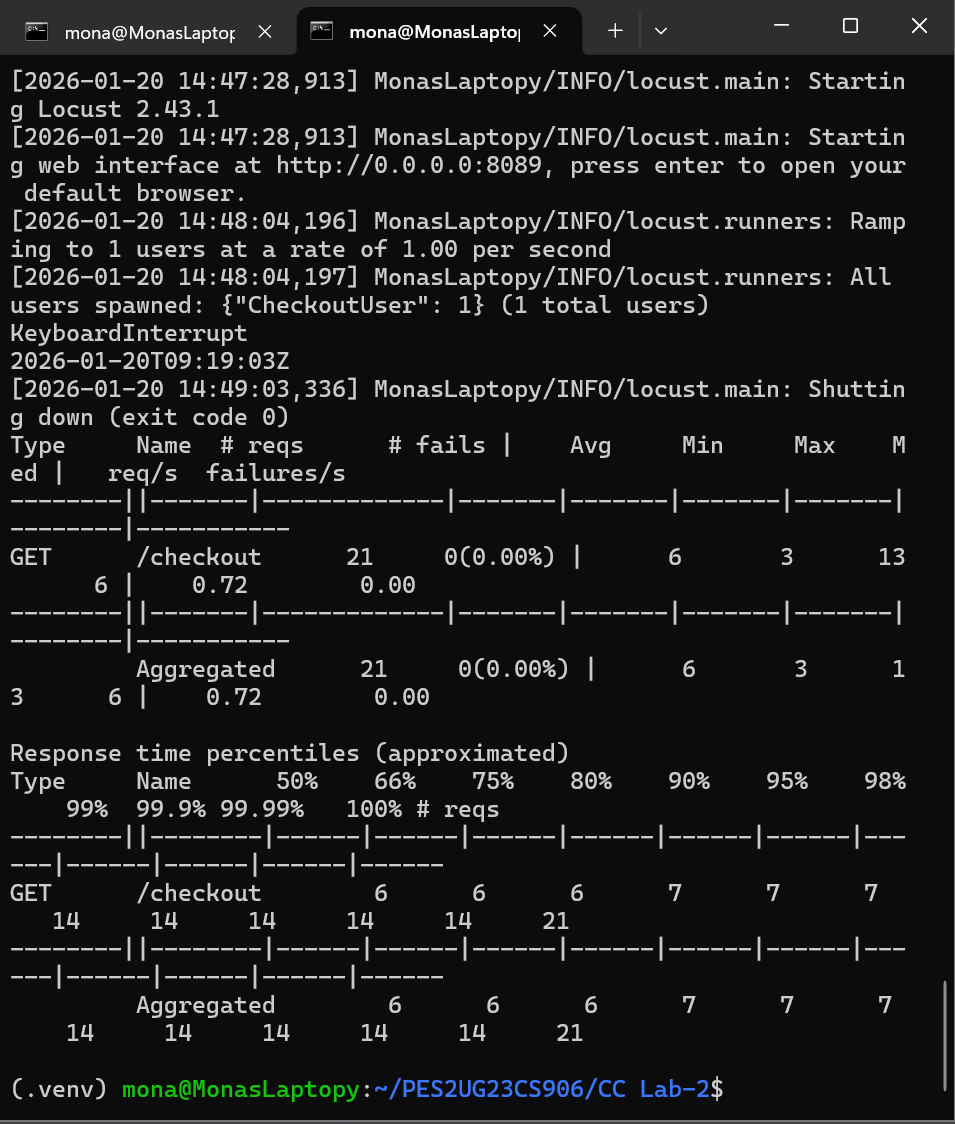 mona@MonasLaptop
mona@MonasLapto
[2026-01-20 14:47:28,913] MonasLaptopy/INFO/locust.main: Startin
g Locust 2.43.1
[2026-01-20 14:47:28,913] MonasLaptopy/INFO/locust.main: Startin
g web interface at http://0.0.0.0:8089, press enter to open your
 default browser.
[2026-01-20 14:48:04,196] MonasLaptopy/INFO/locust.runners: Ramp
ing to 1 users at a rate of 1.00 per second
[2026-01-20 14:48:04,197] MonasLaptopy/INFO/locust.runners: All
users spawned: {"CheckoutUser": 1} (1 total users)
KeyboardInterrupt
2026-01-20T09:19:03Z
[2026-01-20 14:49:03,336] MonasLaptopy/INFO/locust.main: Shuttin
g down (exit code 0)
Type     Name  # reqs      # fails |    Avg     Min     Max    M
ed |   req/s  failures/s
--------||-------|-------------|-------|-------|-------|-------|
--------|-----------
GET      /checkout      21     0(0.00%) |      6       3      13
      6 |    0.72        0.00
--------||-------|-------------|-------|-------|-------|-------|
--------|-----------
         Aggregated      21     0(0.00%) |      6       3      1
3      6 |    0.72        0.00

Response time percentiles (approximated)
Type     Name      50%    66%    75%    80%    90%    95%    98%
    99%  99.9% 99.99%   100% # reqs
--------||--------|------|------|------|------|------|------|---
---|------|------|------|------
GET      /checkout        6      6      6      7      7      7
   14     14     14     14     14     21
--------||--------|------|------|------|------|------|------|---
---|------|------|------|------
         Aggregated        6      6      6      7      7      7
    14     14     14     14     14     21

(.venv) mona@MonasLaptopy:~/PES2UG23CS906/CC Lab-2$